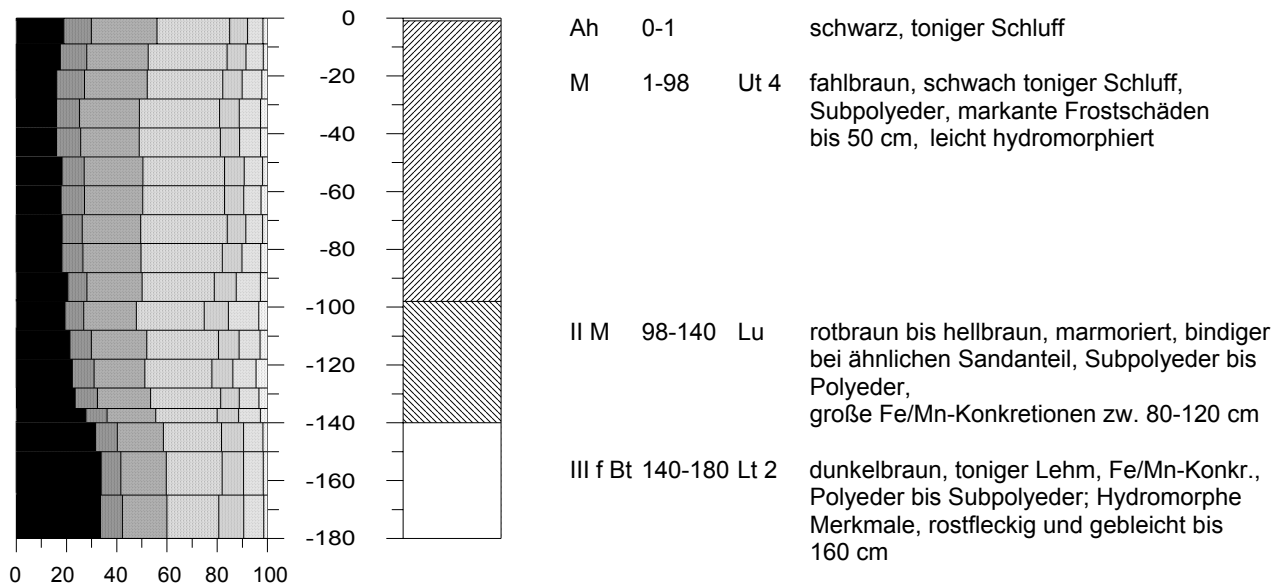 0
-20
-40
-60
-80
-100
-120
-140
-160
-180
0 20 40 60 80 100
Ah 0-1 schwarz, toniger Schluff
M 1-98 Ut 4 fahlbraun, schwach toniger Schluff,
Subpolyeder, markante Frostschäden
bis 50 cm, leicht hydromorphiert
II M 98-140 Lu rotbraun bis hellbraun, marmoriert, bindiger
bei ähnlichen Sandanteil, Subpolyeder bis
Polyeder,
große Fe/Mn-Konkretionen zw. 80-120 cm
III f Bt 140-180 Lt 2 dunkelbraun, toniger Lehm, Fe/Mn-Konkr.,
Polyeder bis Subpolyeder; Hydromorphe
Merkmale, rostfleckig und gebleicht bis
160 cm